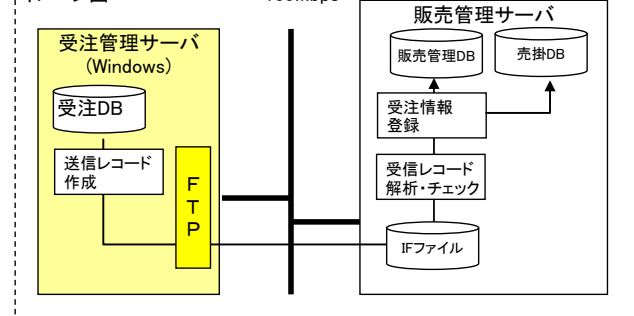 販売管理サーバ
受注管理サーバ
(Windows)
受注DB
送信レコード
作成
F
T
P
販売管理DB
売掛DB
受注情報
登録
受信レコード
解析・チェック
IFファイル